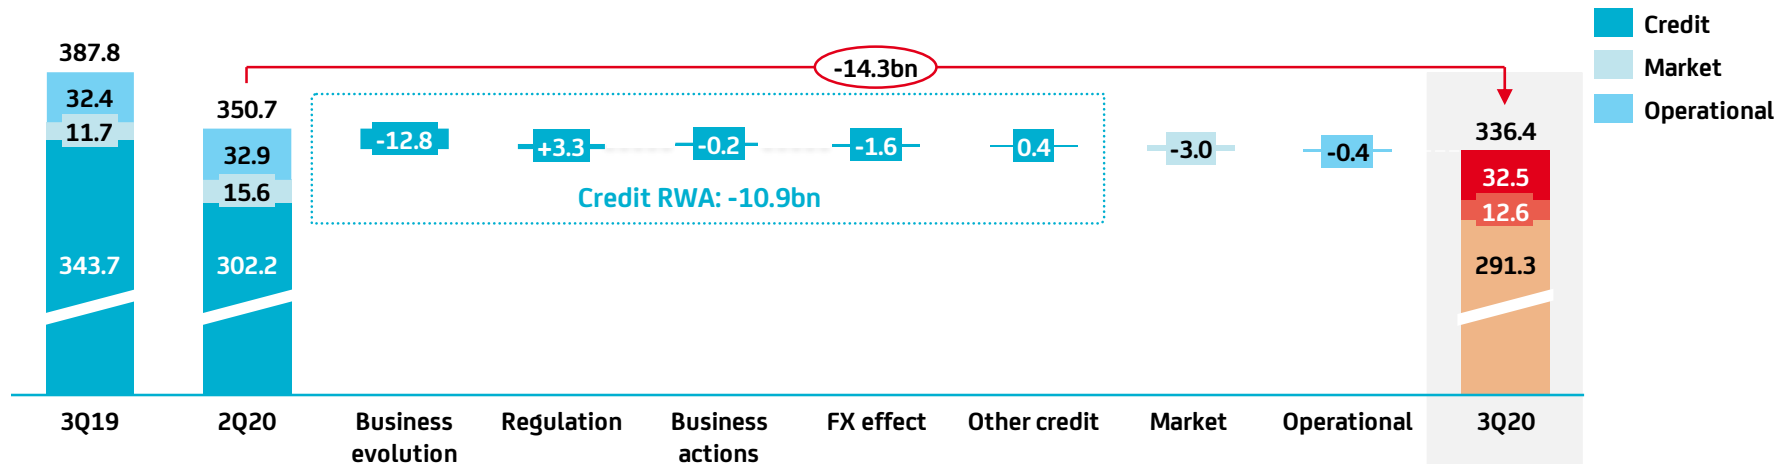 Credit
Market
Operational
387.8
32.4
11.7
343.7
350.7
32.9
15.6
302.2
-14.3bn
-12.8
+3.3
-0.2
-1.6
0.4
Credit RWA: -10.9bn
-3.0
-0.4
336.4
32.5
12.6
291.3
3Q19
2Q20
Business
evolution
Regulation
Business
actions
FX effect
Other credit
Market
Operational
3Q20